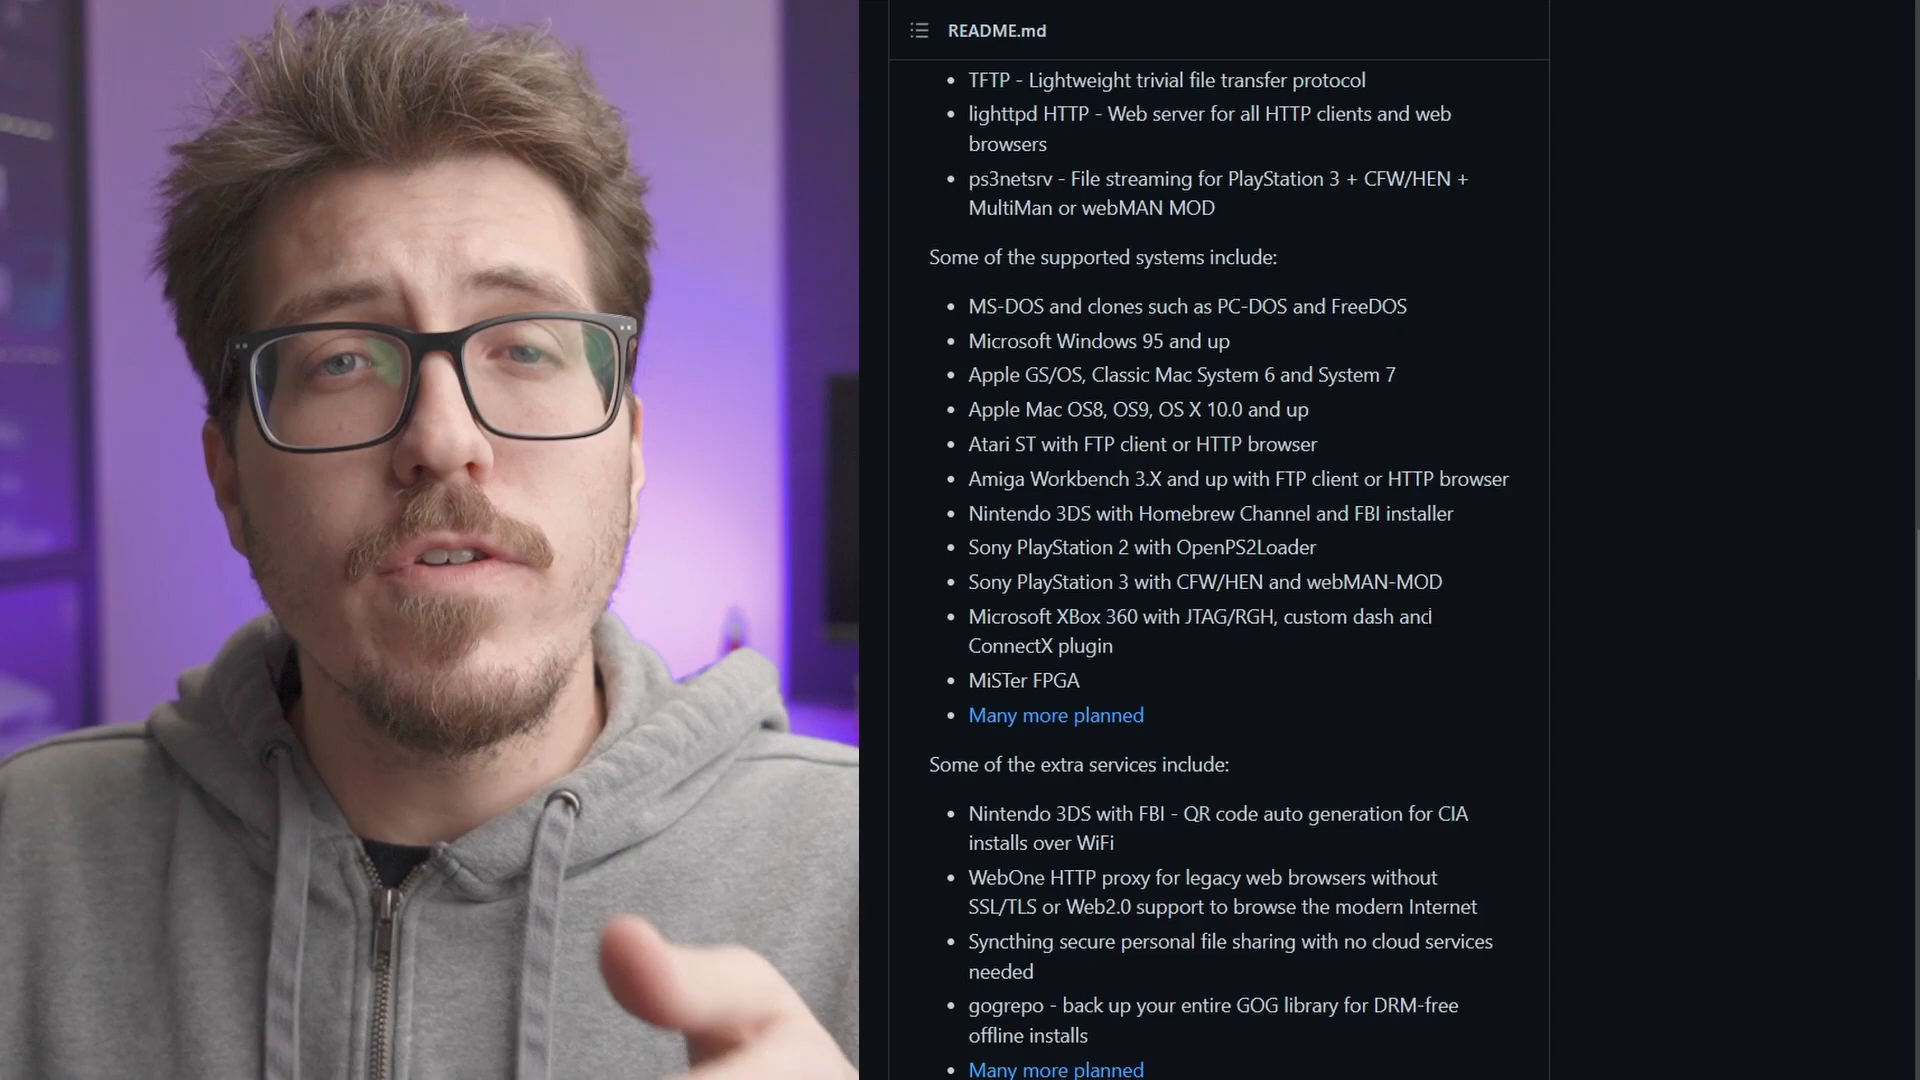 README.md
• TFTP - Lightweight trivial file transfer protocol
• lighttpd HTTP - Web server for all HTTP clients and web
browsers
• ps3netsrv - File streaming for PlayStation 3 + CFW/HEN +
MultiMan or webMAN MOD
Some of the supported systems include:
• MS-DOS and clones such as PC-DOS and FreeDOS
• Microsoft Windows 95 and up
• Apple GS/OS, Classic Mac System 6 and System 7
• Apple Mac OS8, OS9, OS X 10.0 and up
• Atari ST with FTP client or HTTP browser
• Amiga Workbench 3.X and up with FTP client or HTTP browser
• Nintendo 3DS with Homebrew Channel and FBI installer
• Sony PlayStation 2 with OpenPS2Loader
• Sony PlayStation 3 with CFW/HEN and webMAN-MOD
• Microsoft XBox 360 with JTAG/RGH, custom dash and
ConnectX plugin
• MiSTer FPGA
• Many more planned
Some of the extra services include:
• Nintendo 3DS with FBI - QR code auto generation for CIA
installs over WiFi
• WebOne HTTP proxy for legacy web browsers without
SSL/TLS or Web2.0 support to browse the modern Internet
• Syncthing secure personal file sharing with no cloud services
needed
• gogrepo - back up your entire GOG library for DRM-free
offline installs
• Many more planned